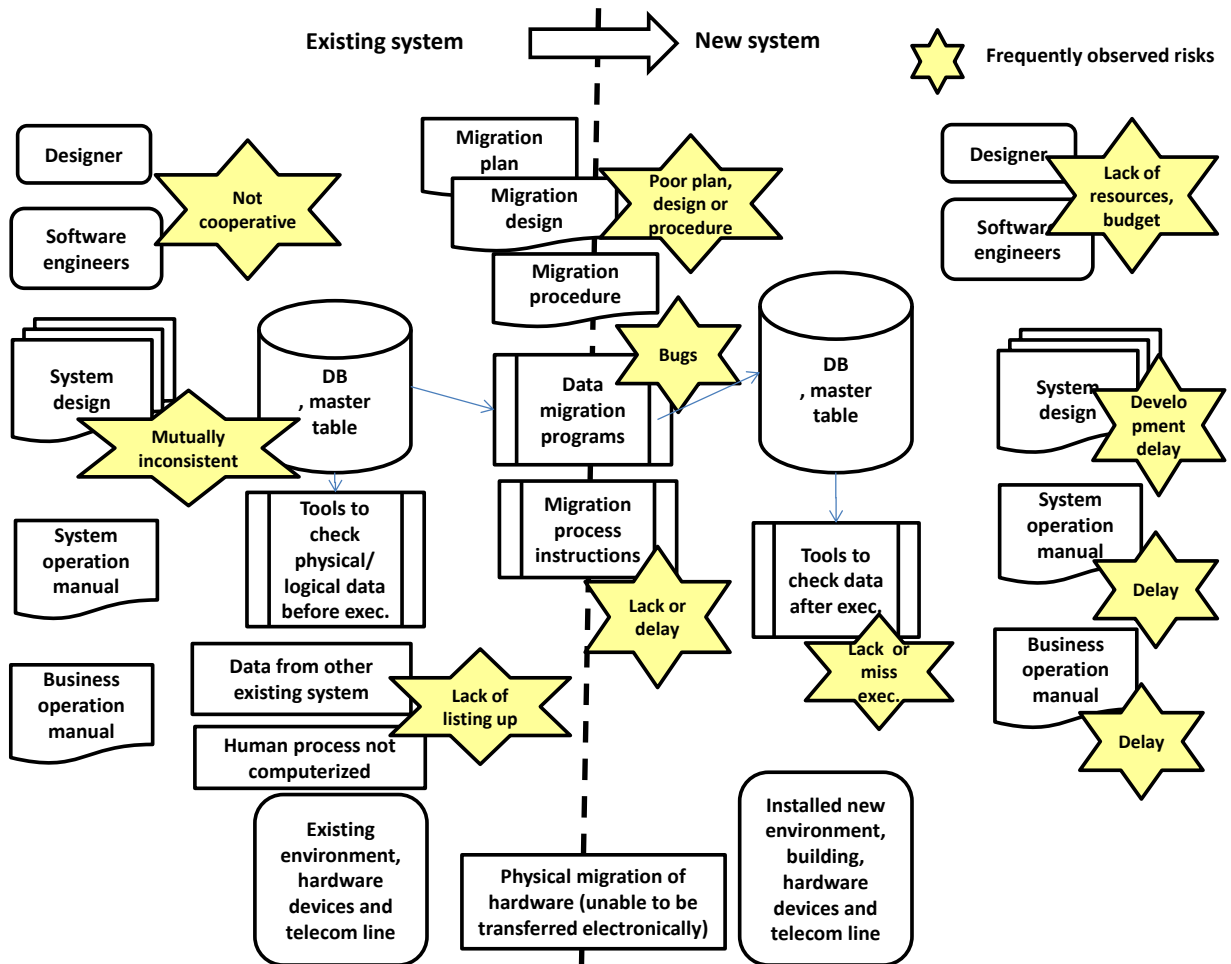 Existing system
New system
Frequently observed risks
Designer
Not
cooperative
Software
engineers
Migration
plan
Migration
design
Poor plan,
design or
procedure
Migration
procedure
Designer
Lack of
resources,
budget
Software
engineers
System
design
Mutually
inconsistent
DB
, master
table
Bugs
Data
migration
programs
DB
, master
table
System
design
Develo
pment
delay
System
operation
manual
Tools to
check
physical/
logical data
before exec.
Migration
process
instructions
Lack or
delay
Tools to
check data
after exec.
Lack or
miss
exec.
System
operation
manual
Delay
Business
operation
manual
Data from other
existing system
Lack of
listing up
Human process not
computerized
Business
operation
manual
Delay
Existing
environment,
hardware
devices and
telecom line
Physical migration of
hardware (unable to be
transferred electronically)
Installed new
environment,
building,
hardware
devices and
telecom line